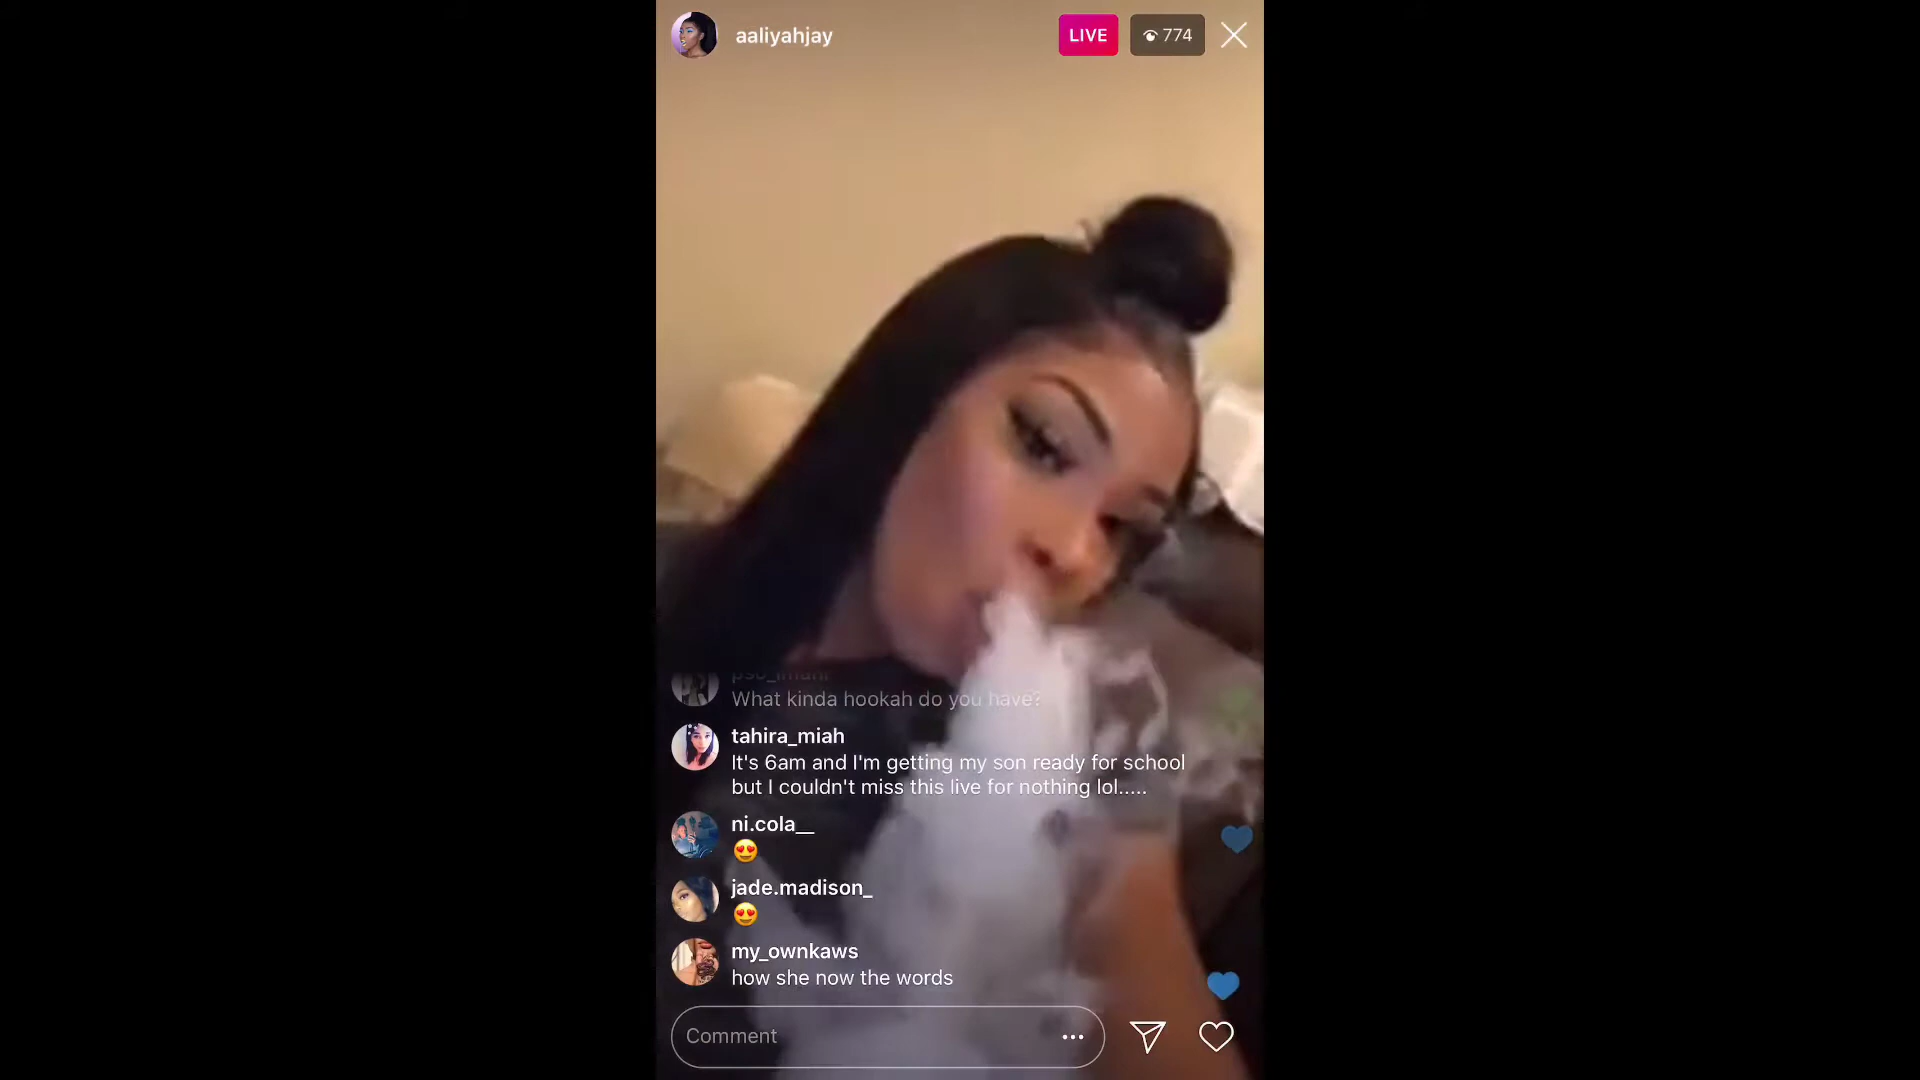 aaliyahjay
LIVE
774
What kinda hookah do you have?
tahira_miah
It's 6am and I'm getting my son ready for school
but I couldn't miss this live for nothing lol.....
ni.cola__
😍
jade.madison_
😍
my_ownkaws
how she now the words
Comment